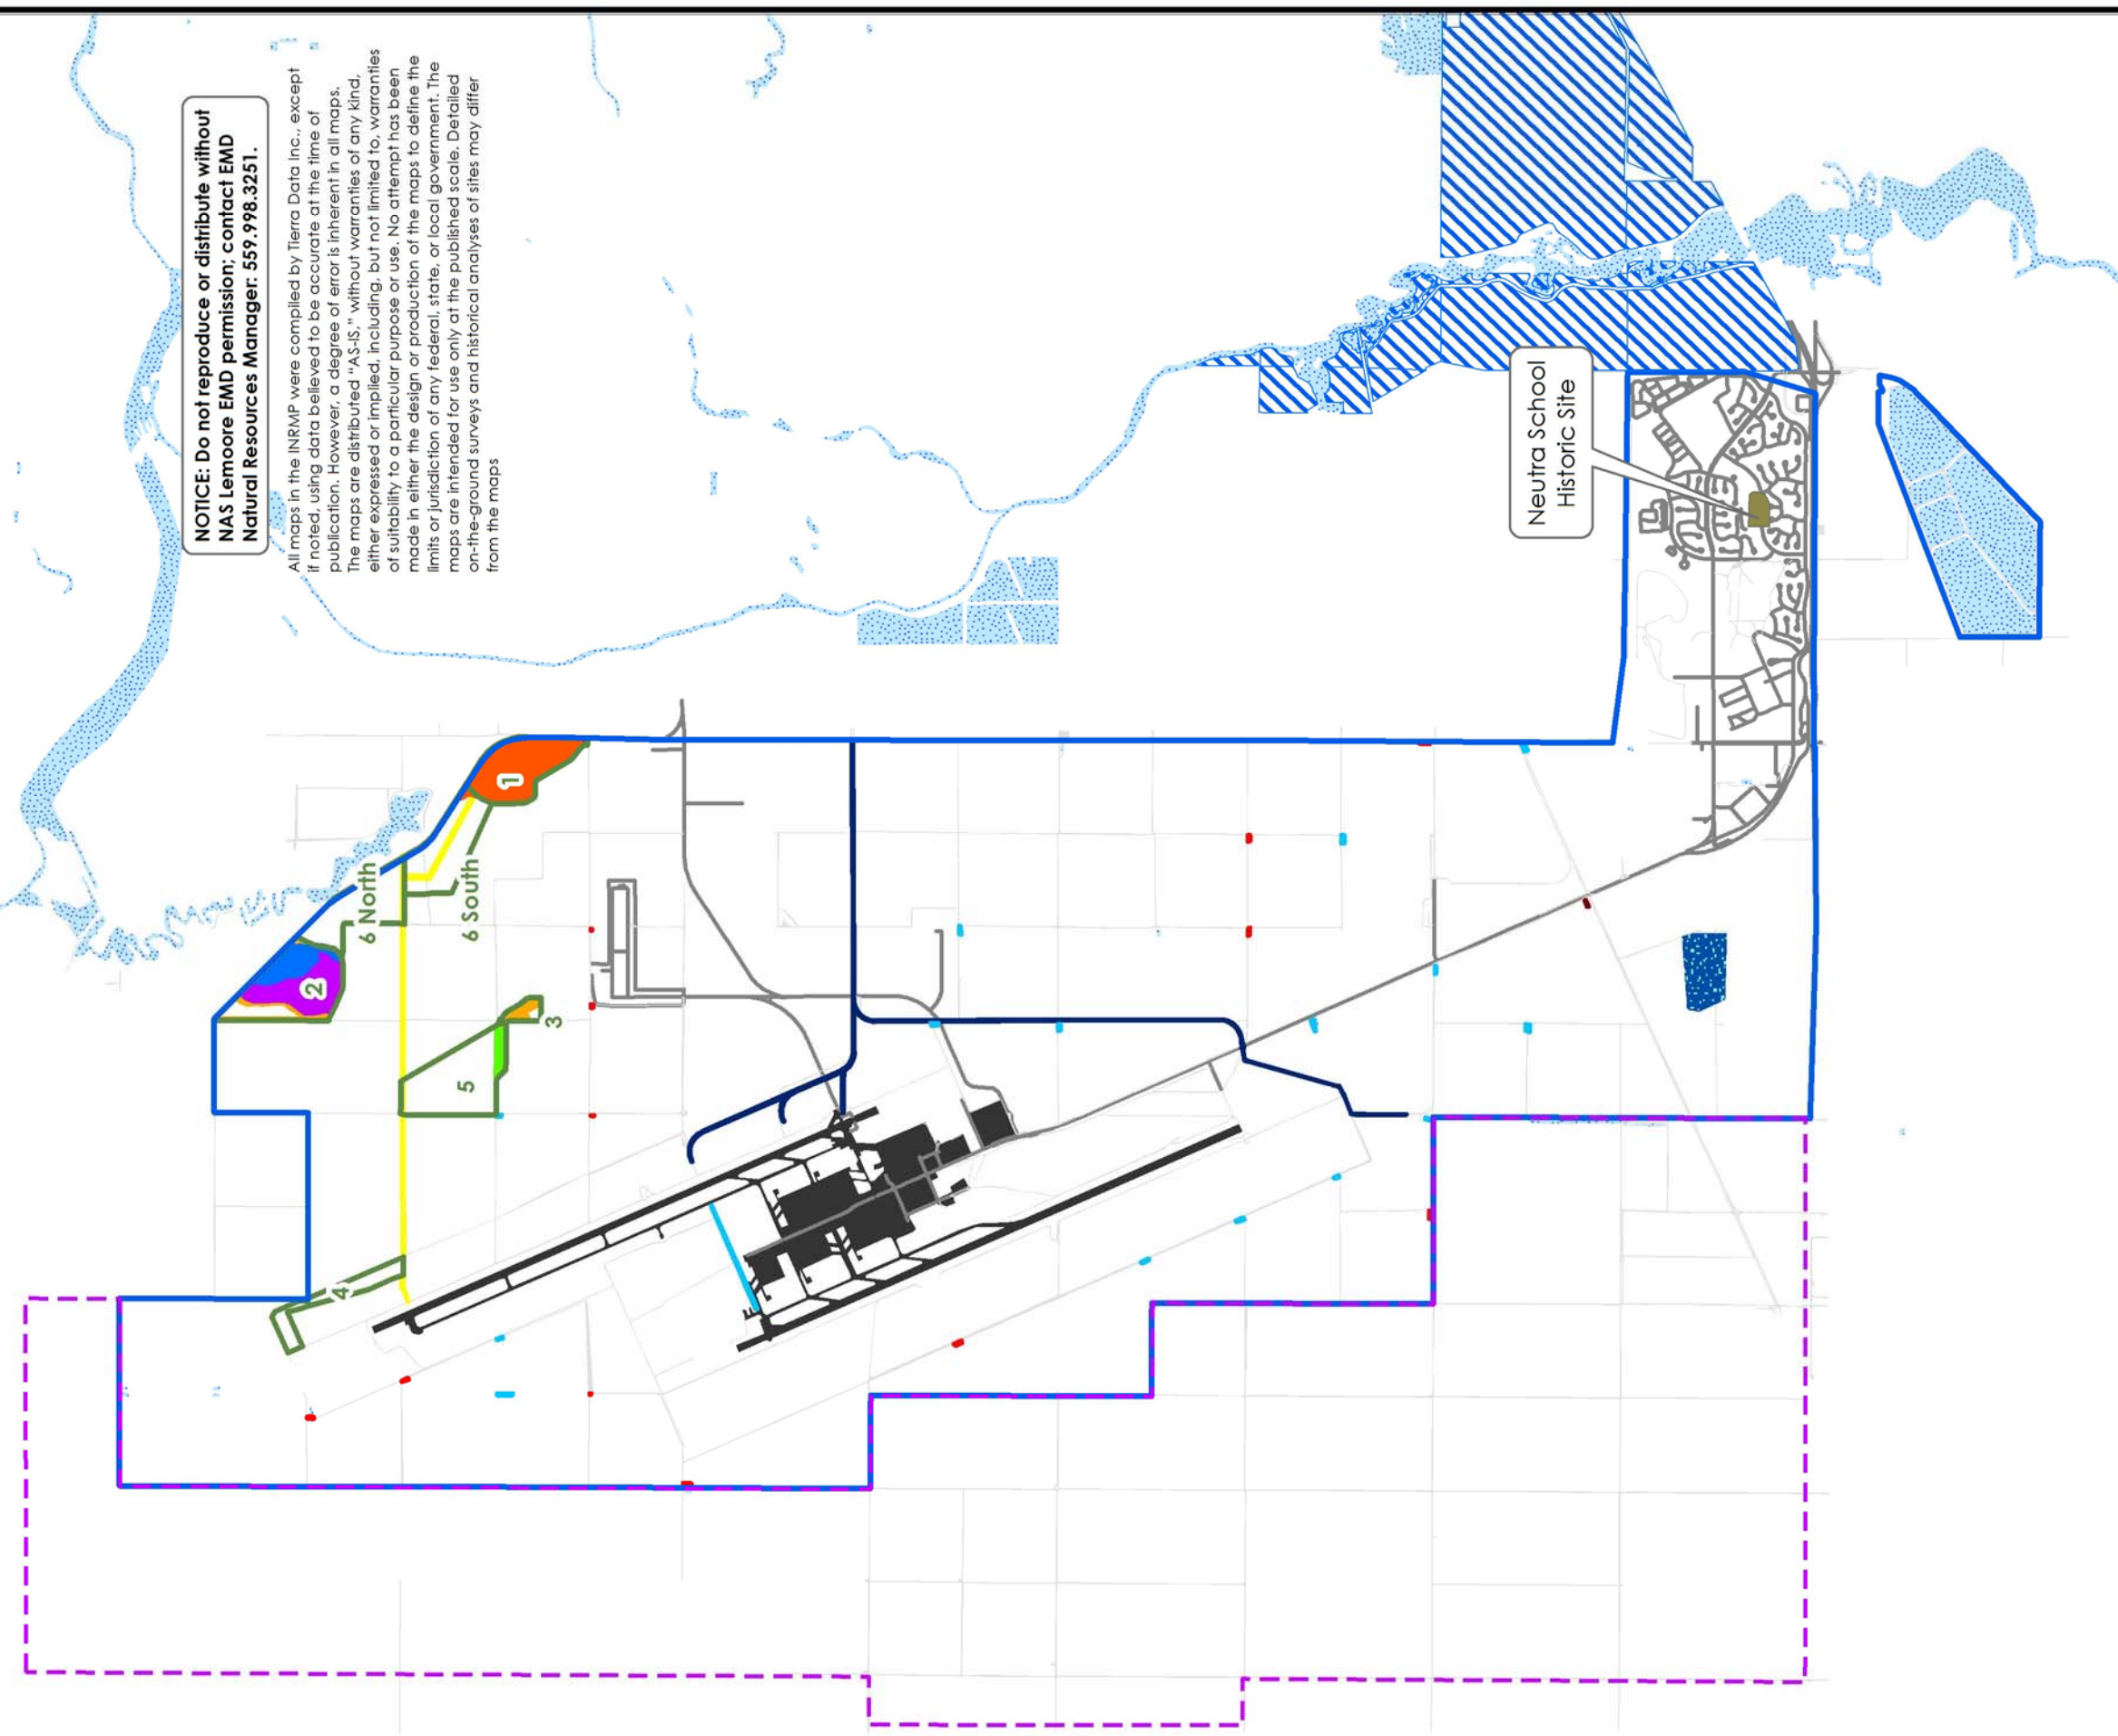 NOTICE: Do not reproduce or distribute without
NAS Lemoore EMD permission; contact EMD
Natural Resources Manager: 559.998.3251.
All maps in the INRMP were compiled by Tierra Data Inc., except
if noted, using data believed to be accurate at the time of
publication. However, a degree of error is inherent in all maps.
The maps are distributed "AS-IS," without warranties of any kind,
either expressed or implied, including, but not limited to, warranties
of suitability to a particular purpose or use. No attempt has been
made in either the design or production of the maps to define the
limits or jurisdiction of any federal, state, or local government. The
maps are intended for use only at the published scale. Detailed
on-the-ground surveys and historical analyses of sites may differ
from the maps
Neutra School
Historic Site
1
6 North
6 South
2
3
5
4